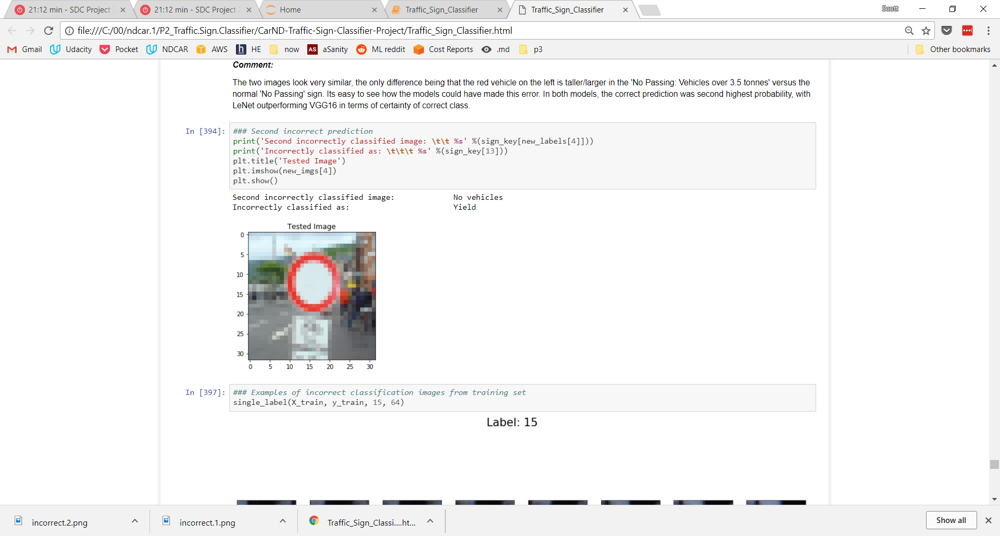 21:12 min - SDC Project
21:12 min - SDC Project
Home
Traffic_Sign_Classifier
Traffic_Sign_Classifier
Scott
file:///C:/00/ndcar.1/P2_Traffic.Sign.Classifier/CarND-Traffic-Sign-Classifier-Project/Traffic_Sign_Classifier.html
Gmail Udacity Pocket NDCAR AWS HE now aSanity ML reddit Cost Reports .md p3 Other bookmarks
Comment:
The two images look very similar, the only difference being that the red vehicle on the left is taller/larger in the 'No Passing: Vehicles over 3.5 tonnes' versus the
normal 'No Passing' sign. Its easy to see how the models could have made this error. In both models, the correct prediction was second highest probability, with
LeNet outperforming VGG16 in terms of certainty of correct class.
In [394]: ### Second incorrect prediction
print('Second incorrectly classified image: \t\t %s' %(sign_key[new_labels[4]]))
print('Incorrectly classified as: \t\t\t %s' %(sign_key[13]))
plt.title('Tested Image')
plt.imshow(new_imgs[4])
plt.show()
Second incorrectly classified image: No vehicles
Incorrectly classified as: Yield
Tested Image
0
5
10
15
20
25
30
0 5 10 15 20 25 30
In [397]: ### Examples of incorrect classification images from training set
single_label(X_train, y_train, 15, 64)
Label: 15
incorrect.2.png
incorrect.1.png
Traffic_Sign_Classi....ht...
Show all